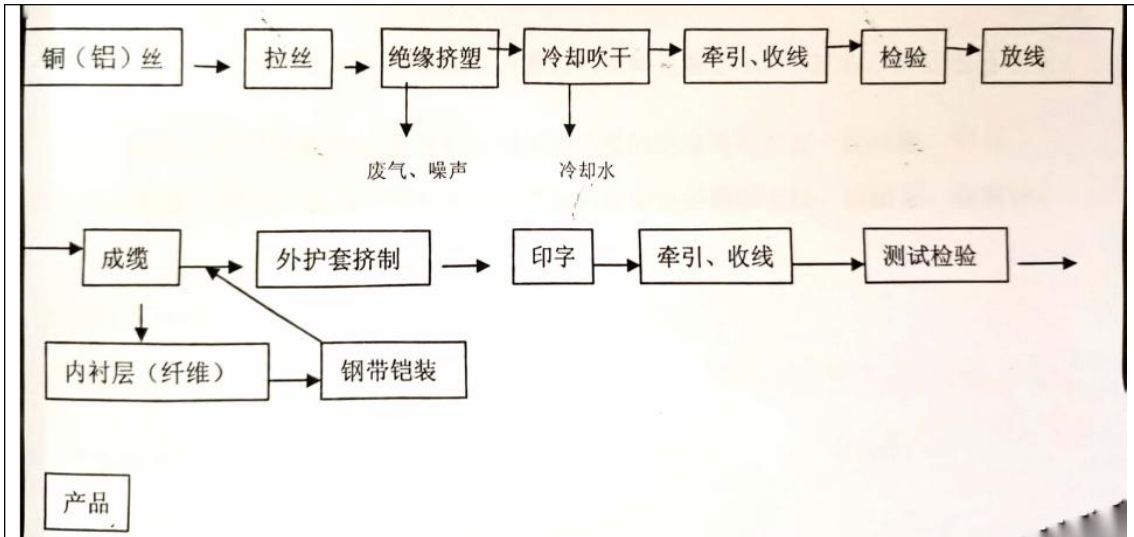 铜（铝）丝 拉丝 绝缘挤塑 冷却吹干 牵引、收线 检验 放线
废气、噪声 冷却水
成缆 外护套挤制 印字 牵引、收线 测试检验
内衬层（纤维） 钢带铠装
产品